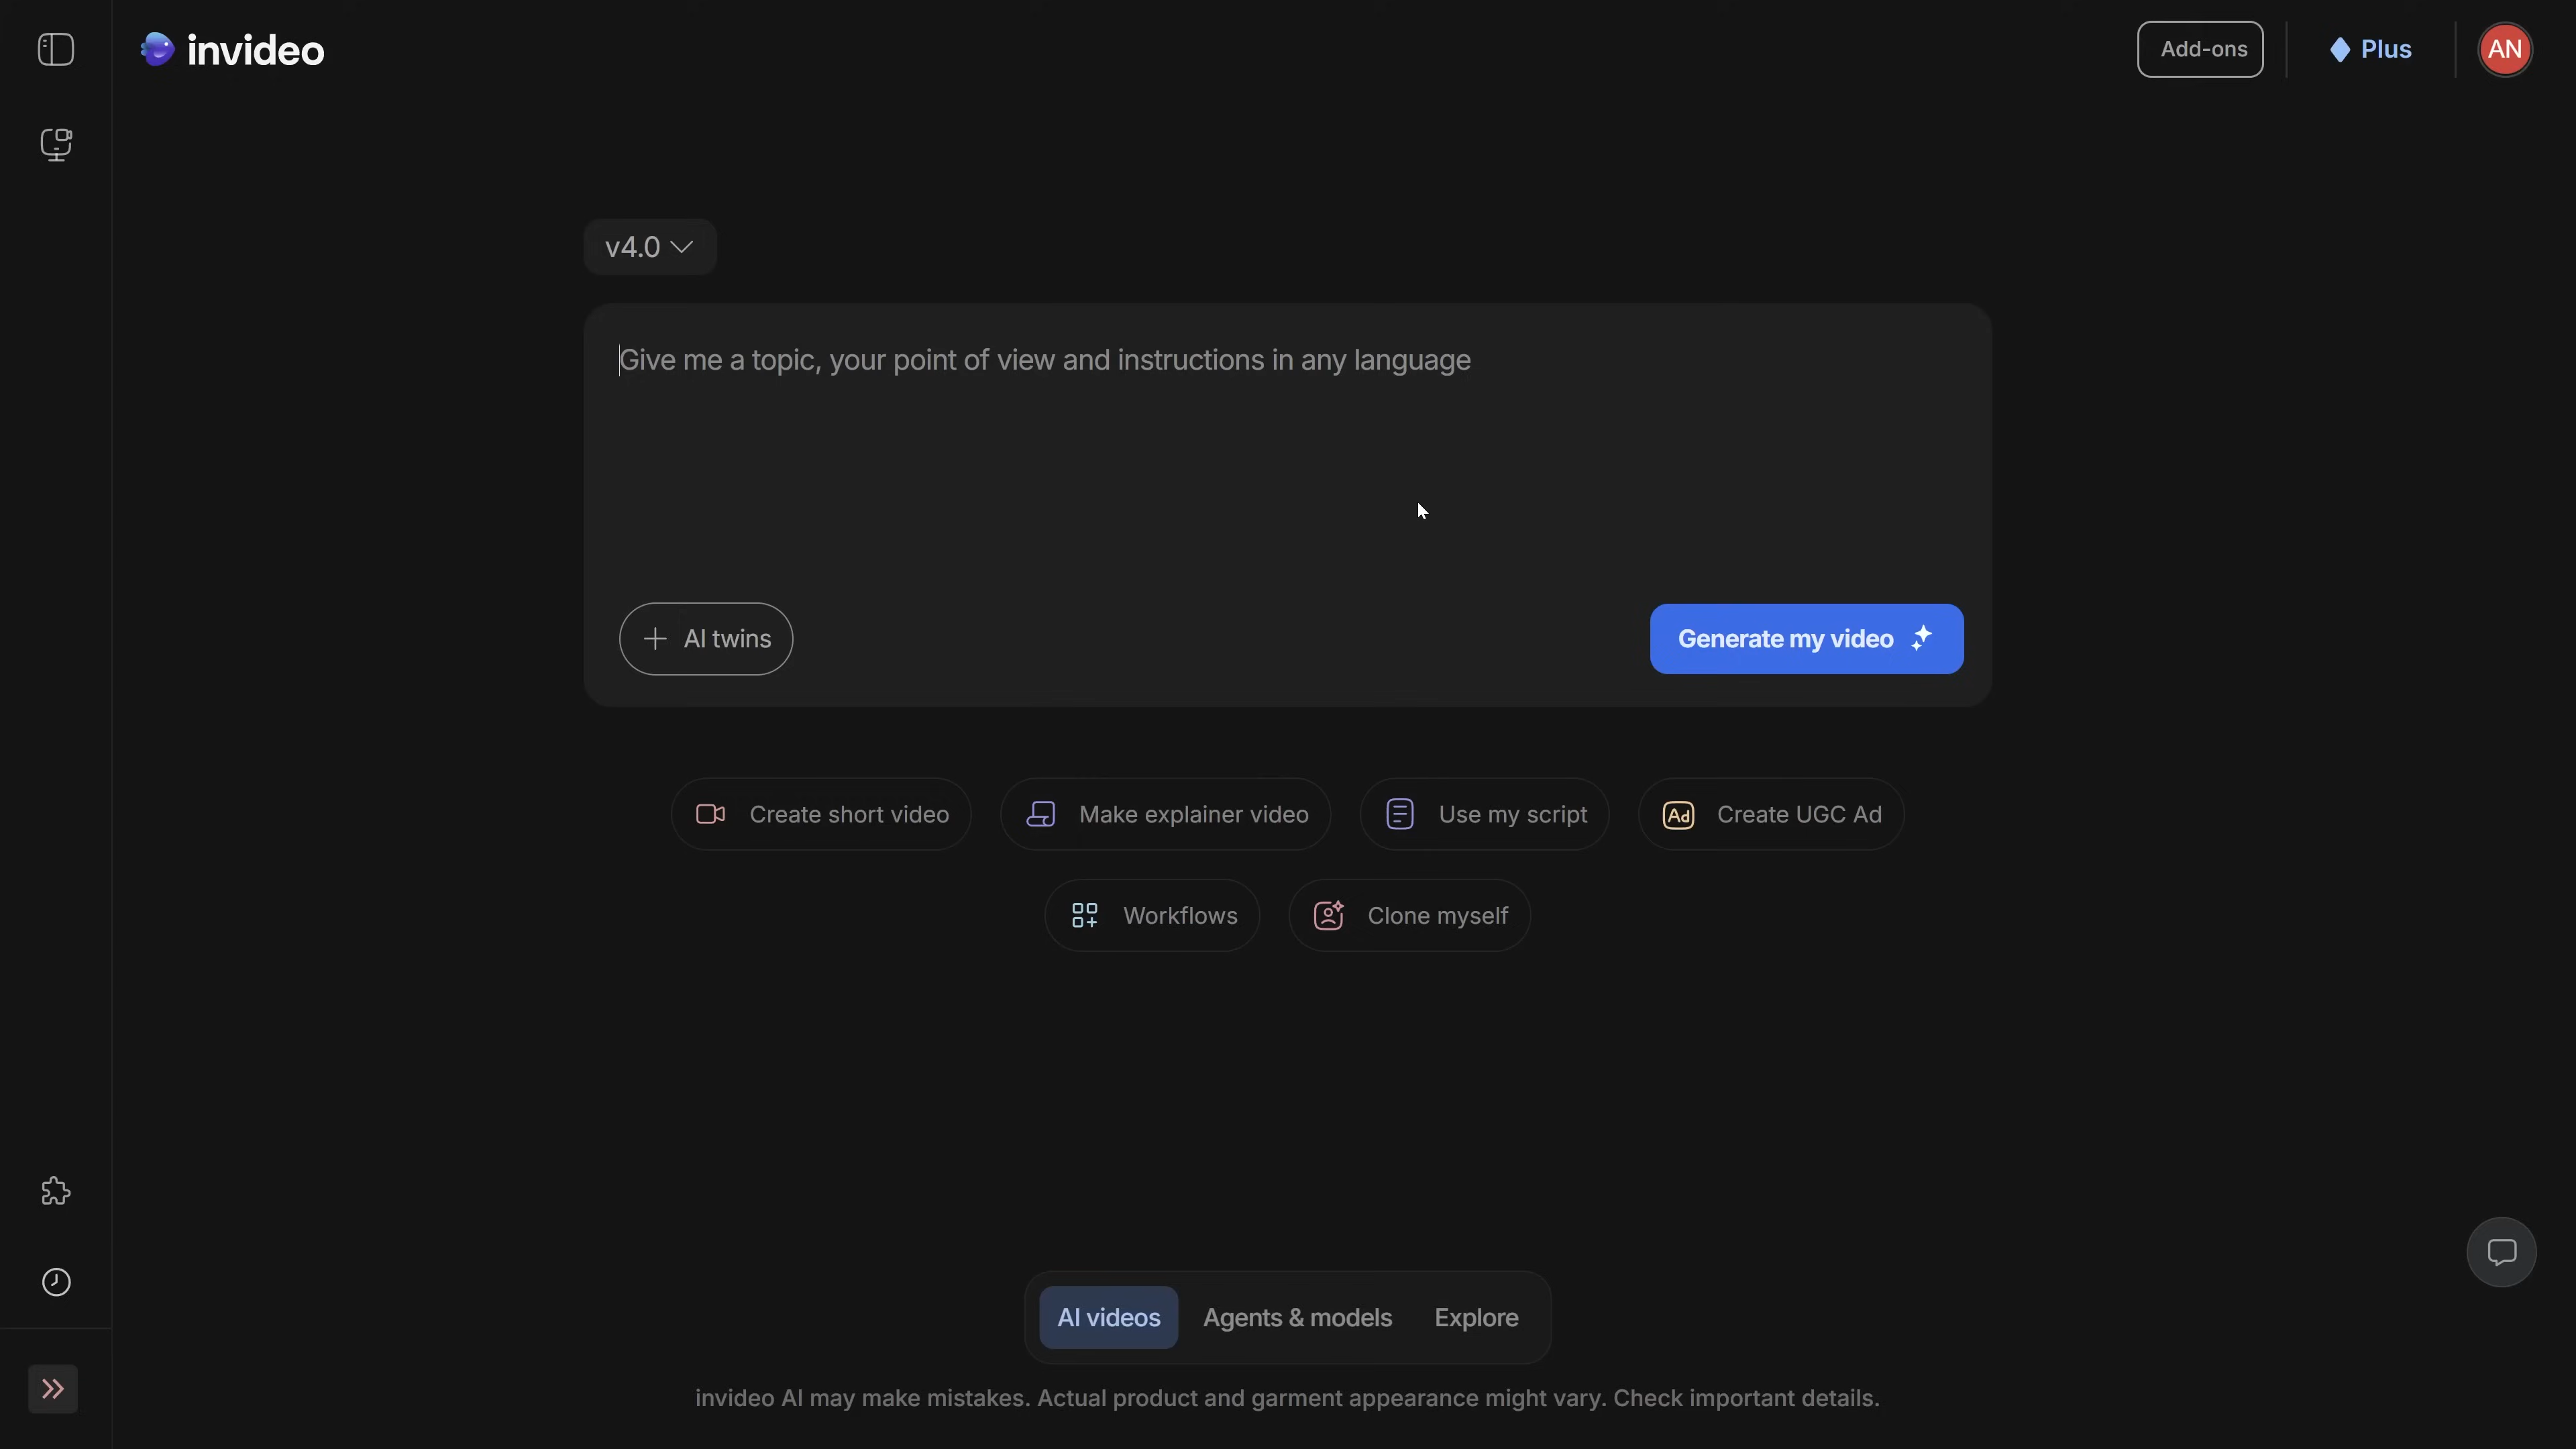 invideo
Add-ons
Plus
AN
v4.0
Give me a topic, your point of view and instructions in any language
AI twins
Generate my video
Create short video
Make explainer video
Use my script
Ad
Create UGC Ad
Workflows
Clone myself
AI videos
Agents & models
Explore
invideo AI may make mistakes. Actual product and garment appearance might vary. Check important details.